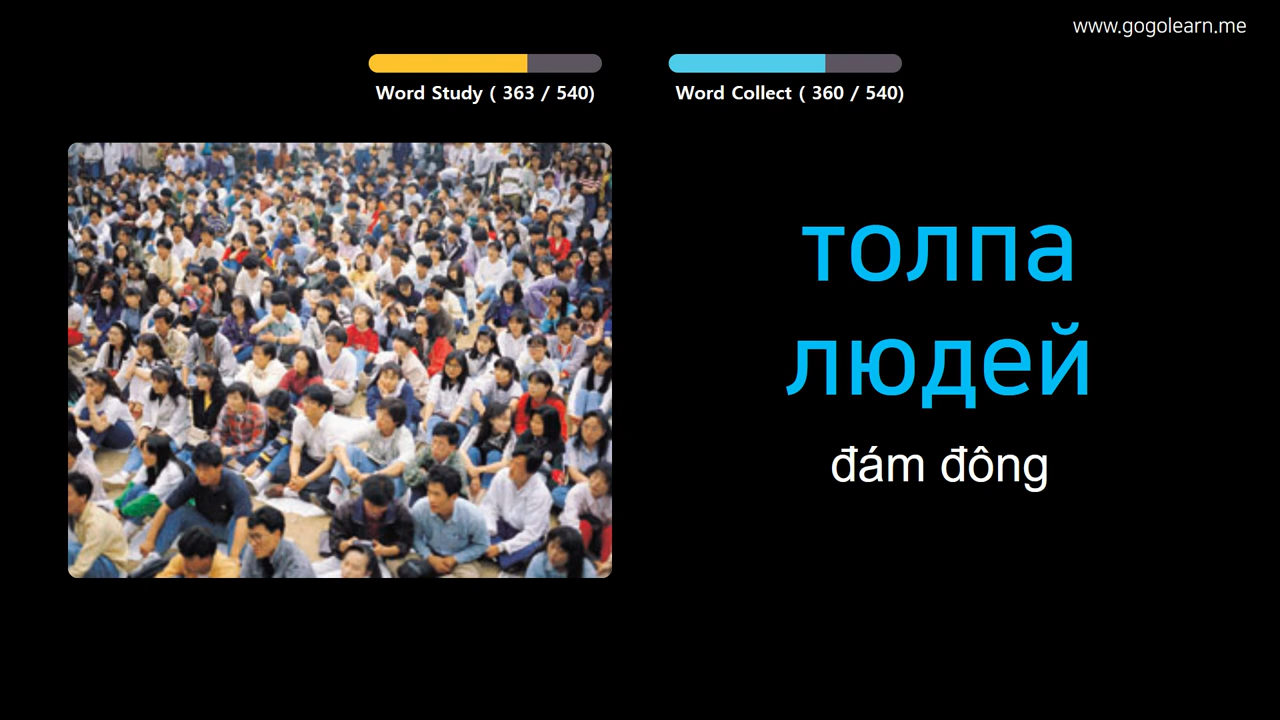 www.gogolearn.me
Word Study ( 363 / 540)
Word Collect ( 360 / 540)
толпа
людей
đám đông